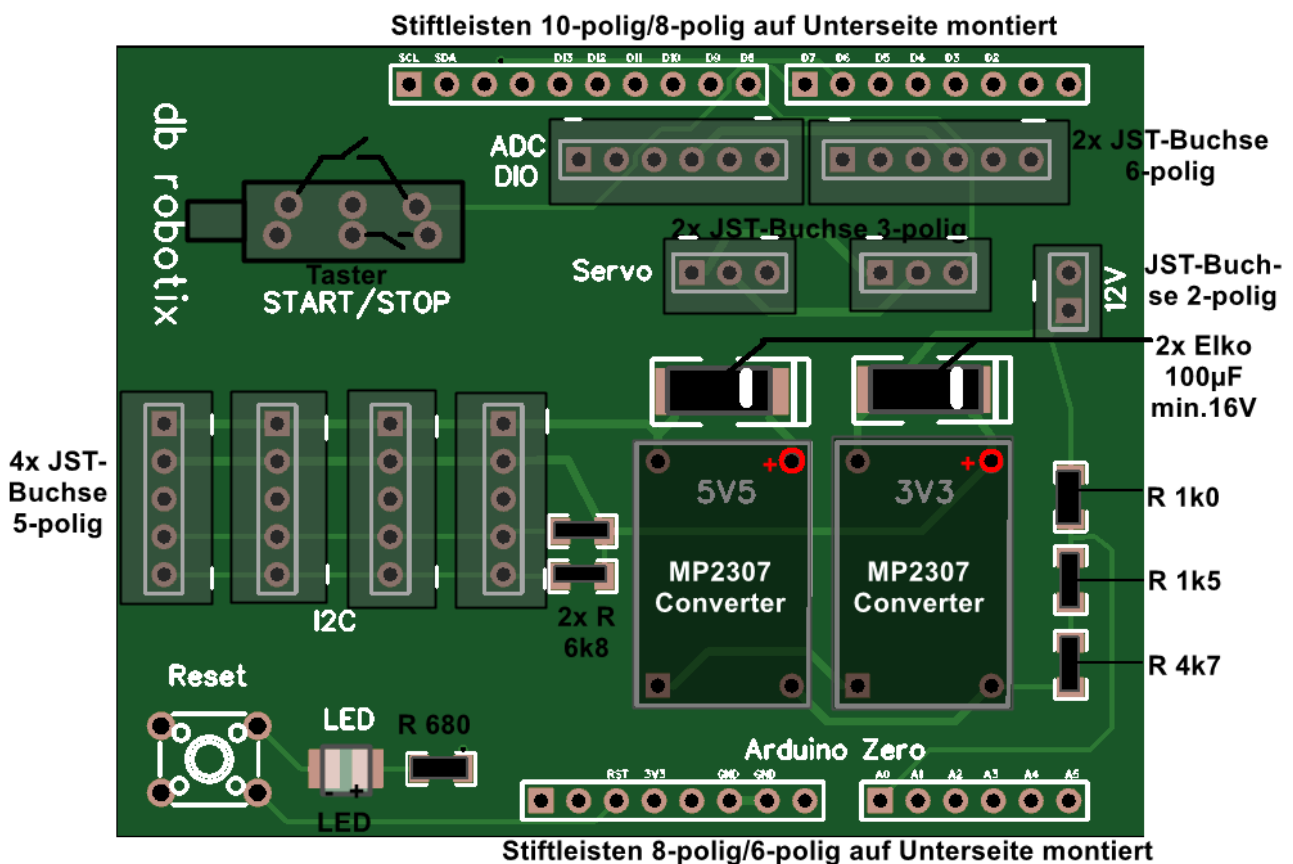 Stiftleisten 10-polig/8-polig auf Unterseite montiert
SCL SDA D13 D12 D11 D10 D9 D8 D7 D6 D5 D4 D3 D2
db robotix
ADC
DIO
2x JST-Buchse
6-polig
2x JST-Buchse 3-polig
Taster
START/STOP
Servo
12V
JST-Buch-
se 2-polig
2x Elko
100µF
min.16V
4x JST-
Buchse
5-polig
I2C
2x R
6k8
+
5V5
MP2307
Converter
+
3V3
MP2307
Converter
R 1k0
R 1k5
R 4k7
Reset
LED
R 680
- +
LED
Arduino Zero
RST 3V3 GND GND A0 A1 A2 A3 A4 A5
Stiftleisten 8-polig/6-polig auf Unterseite montiert